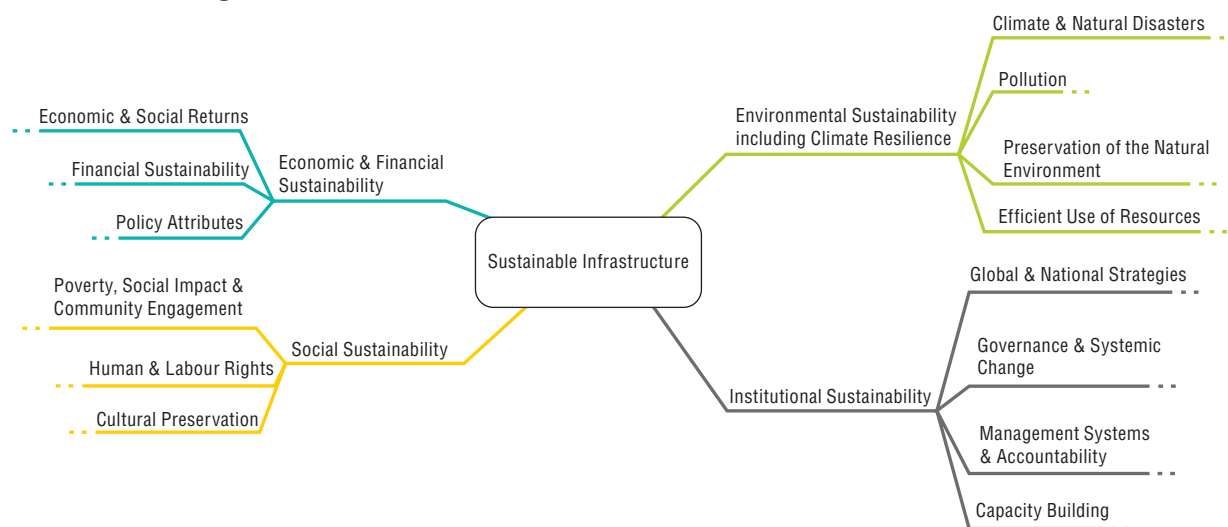 Climate & Natural Disasters
Pollution
Environmental Sustainability
including Climate Resilience
Preservation of the Natural
Environment
Efficient Use of Resources
Economic & Social Returns
Financial Sustainability
Economic & Financial
Sustainability
Policy Attributes
Sustainable Infrastructure
Poverty, Social Impact &
Community Engagement
Social Sustainability
Human & Labour Rights
Cultural Preservation
Global & National Strategies
Governance & Systemic
Change
Institutional Sustainability
Management Systems
& Accountability
Capacity Building